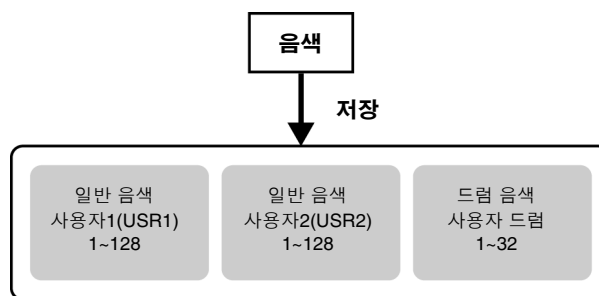 음색
저장
일반 음색
사용자1(USR1)
1~128
일반 음색
사용자2(USR2)
1~128
드럼 음색
사용자 드럼
1~32